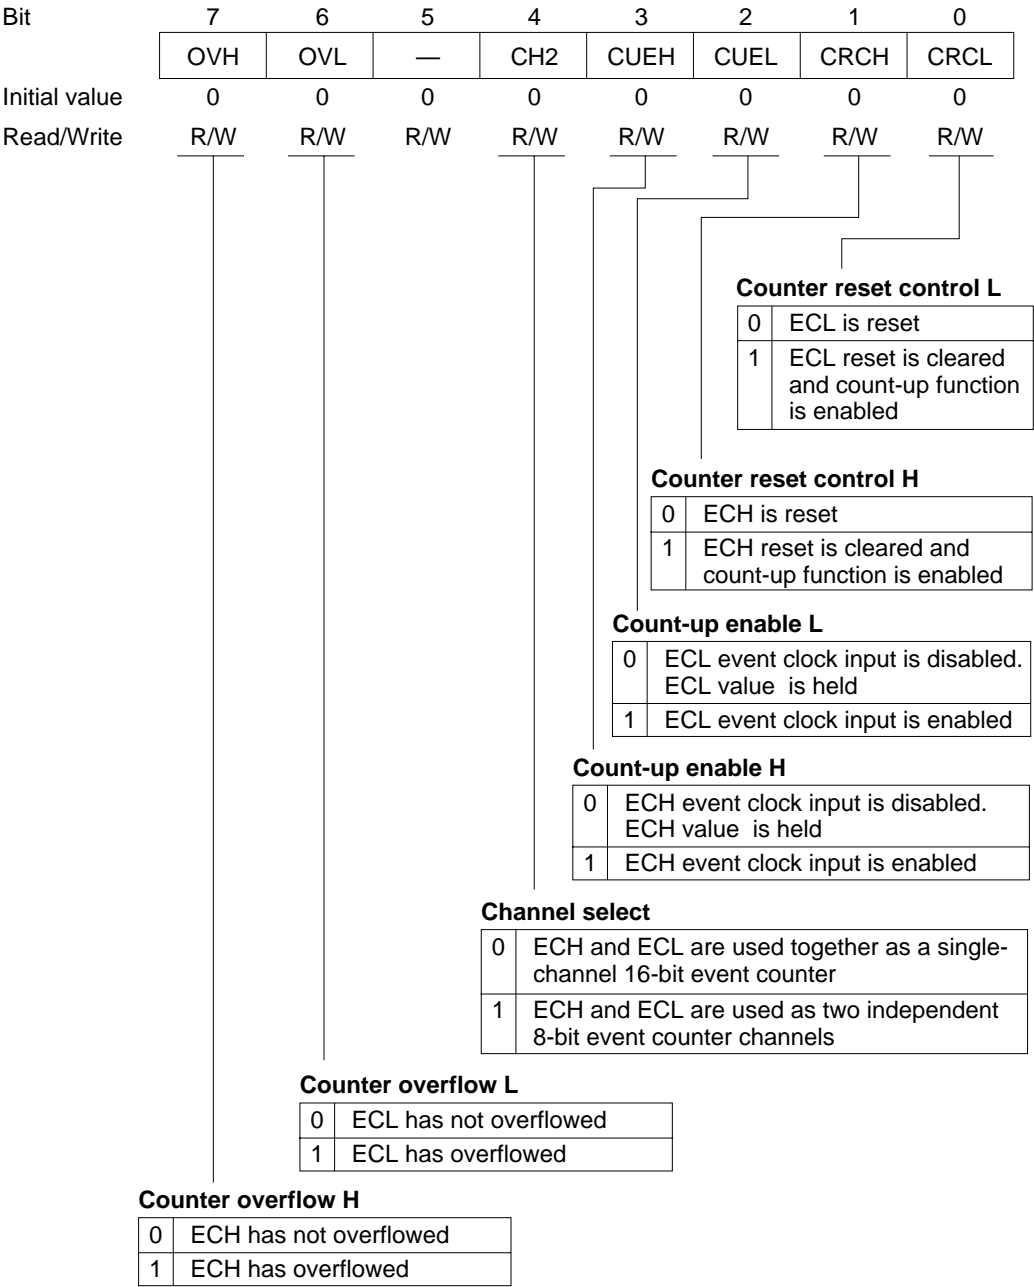 Bit 7 6 5 4 3 2 1 0
OVH OVL — CH2 CUEH CUEL CRCH CRCL
Initial value 0 0 0 0 0 0 0 0
Read/Write R/W R/W R/W R/W R/W R/W R/W R/W
Counter reset control L
0 ECL is reset
1 ECL reset is cleared
and count-up function
is enabled
Counter reset control H
0 ECH is reset
1 ECH reset is cleared and
count-up function is enabled
Count-up enable L
0 ECL event clock input is disabled.
ECL value is held
1 ECL event clock input is enabled
Count-up enable H
0 ECH event clock input is disabled.
ECH value is held
1 ECH event clock input is enabled
Channel select
0 ECH and ECL are used together as a single-
channel 16-bit event counter
1 ECH and ECL are used as two independent
8-bit event counter channels
Counter overflow L
0 ECL has not overflowed
1 ECL has overflowed
Counter overflow H
0 ECH has not overflowed
1 ECH has overflowed